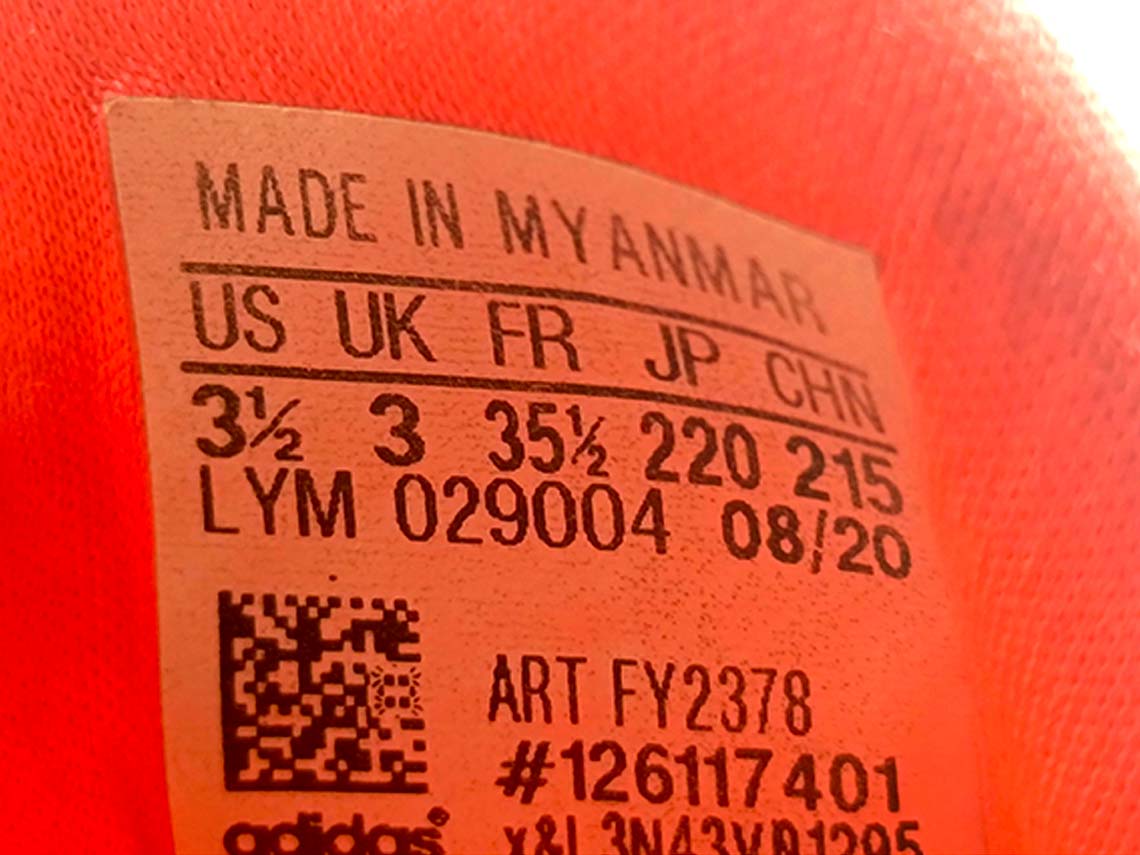 MADE IN MYANMAR
US UK FR JP CHN
3½ 3 35½ 220 215
LYM 029004 08/20
ART FY2378
#126117401
adidas®